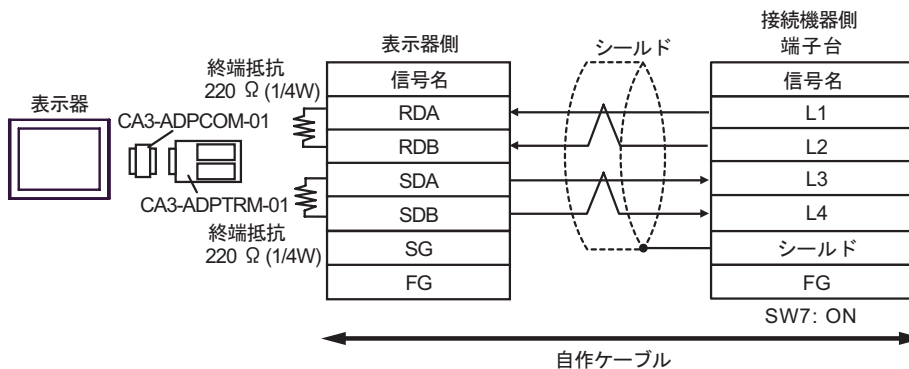 接続機器側
表示器側
シールド
端子台
終端抵抗
220 Ω (1/4W)
信号名
信号名
表示器
CA3-ADPCOM-01
RDA
L1
RDB
L2
SDA
L3
CA3-ADPTRM-01
SDB
L4
終端抵抗
220 Ω (1/4W)
SG
シールド
FG
FG
SW7: ON
自作ケーブル